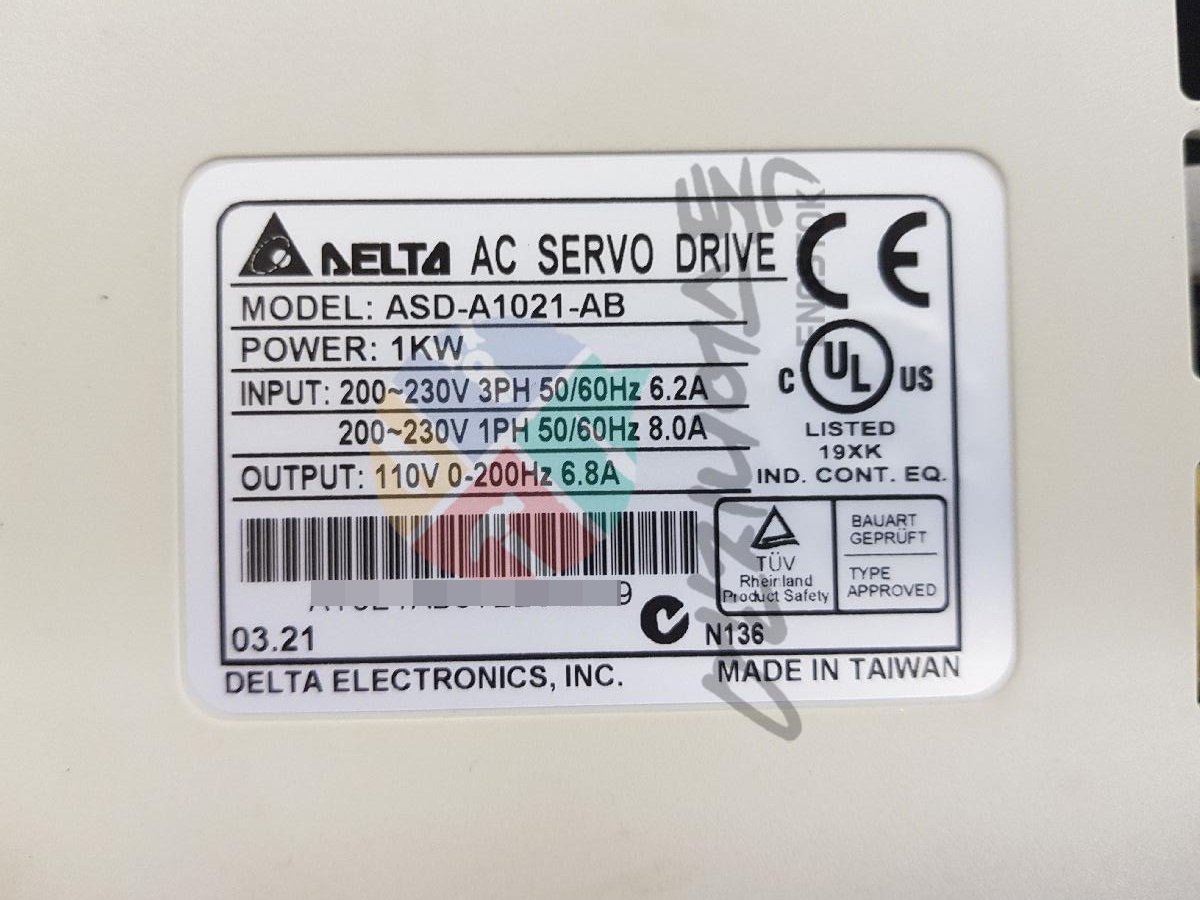 DELTA AC SERVO DRIVE
MODEL: ASD-A1021-AB
POWER: 1KW
INPUT: 200~230V 3PH 50/60Hz 6.2A
200~230V 1PH 50/60Hz 8.0A
OUTPUT: 110V 0-200Hz 6.8A
CE
C UL US
LISTED
19XK
IND. CONT. EQ.
TÜV
Rheinland
Product Safety
BAUART
GEPRÜFT
TYPE
APPROVED
03.21
N136
DELTA ELECTRONICS, INC.
MADE IN TAIWAN